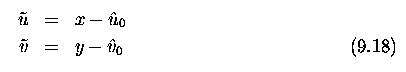 ũ = x − û₀
ṽ = y − v̂₀ (9.18)